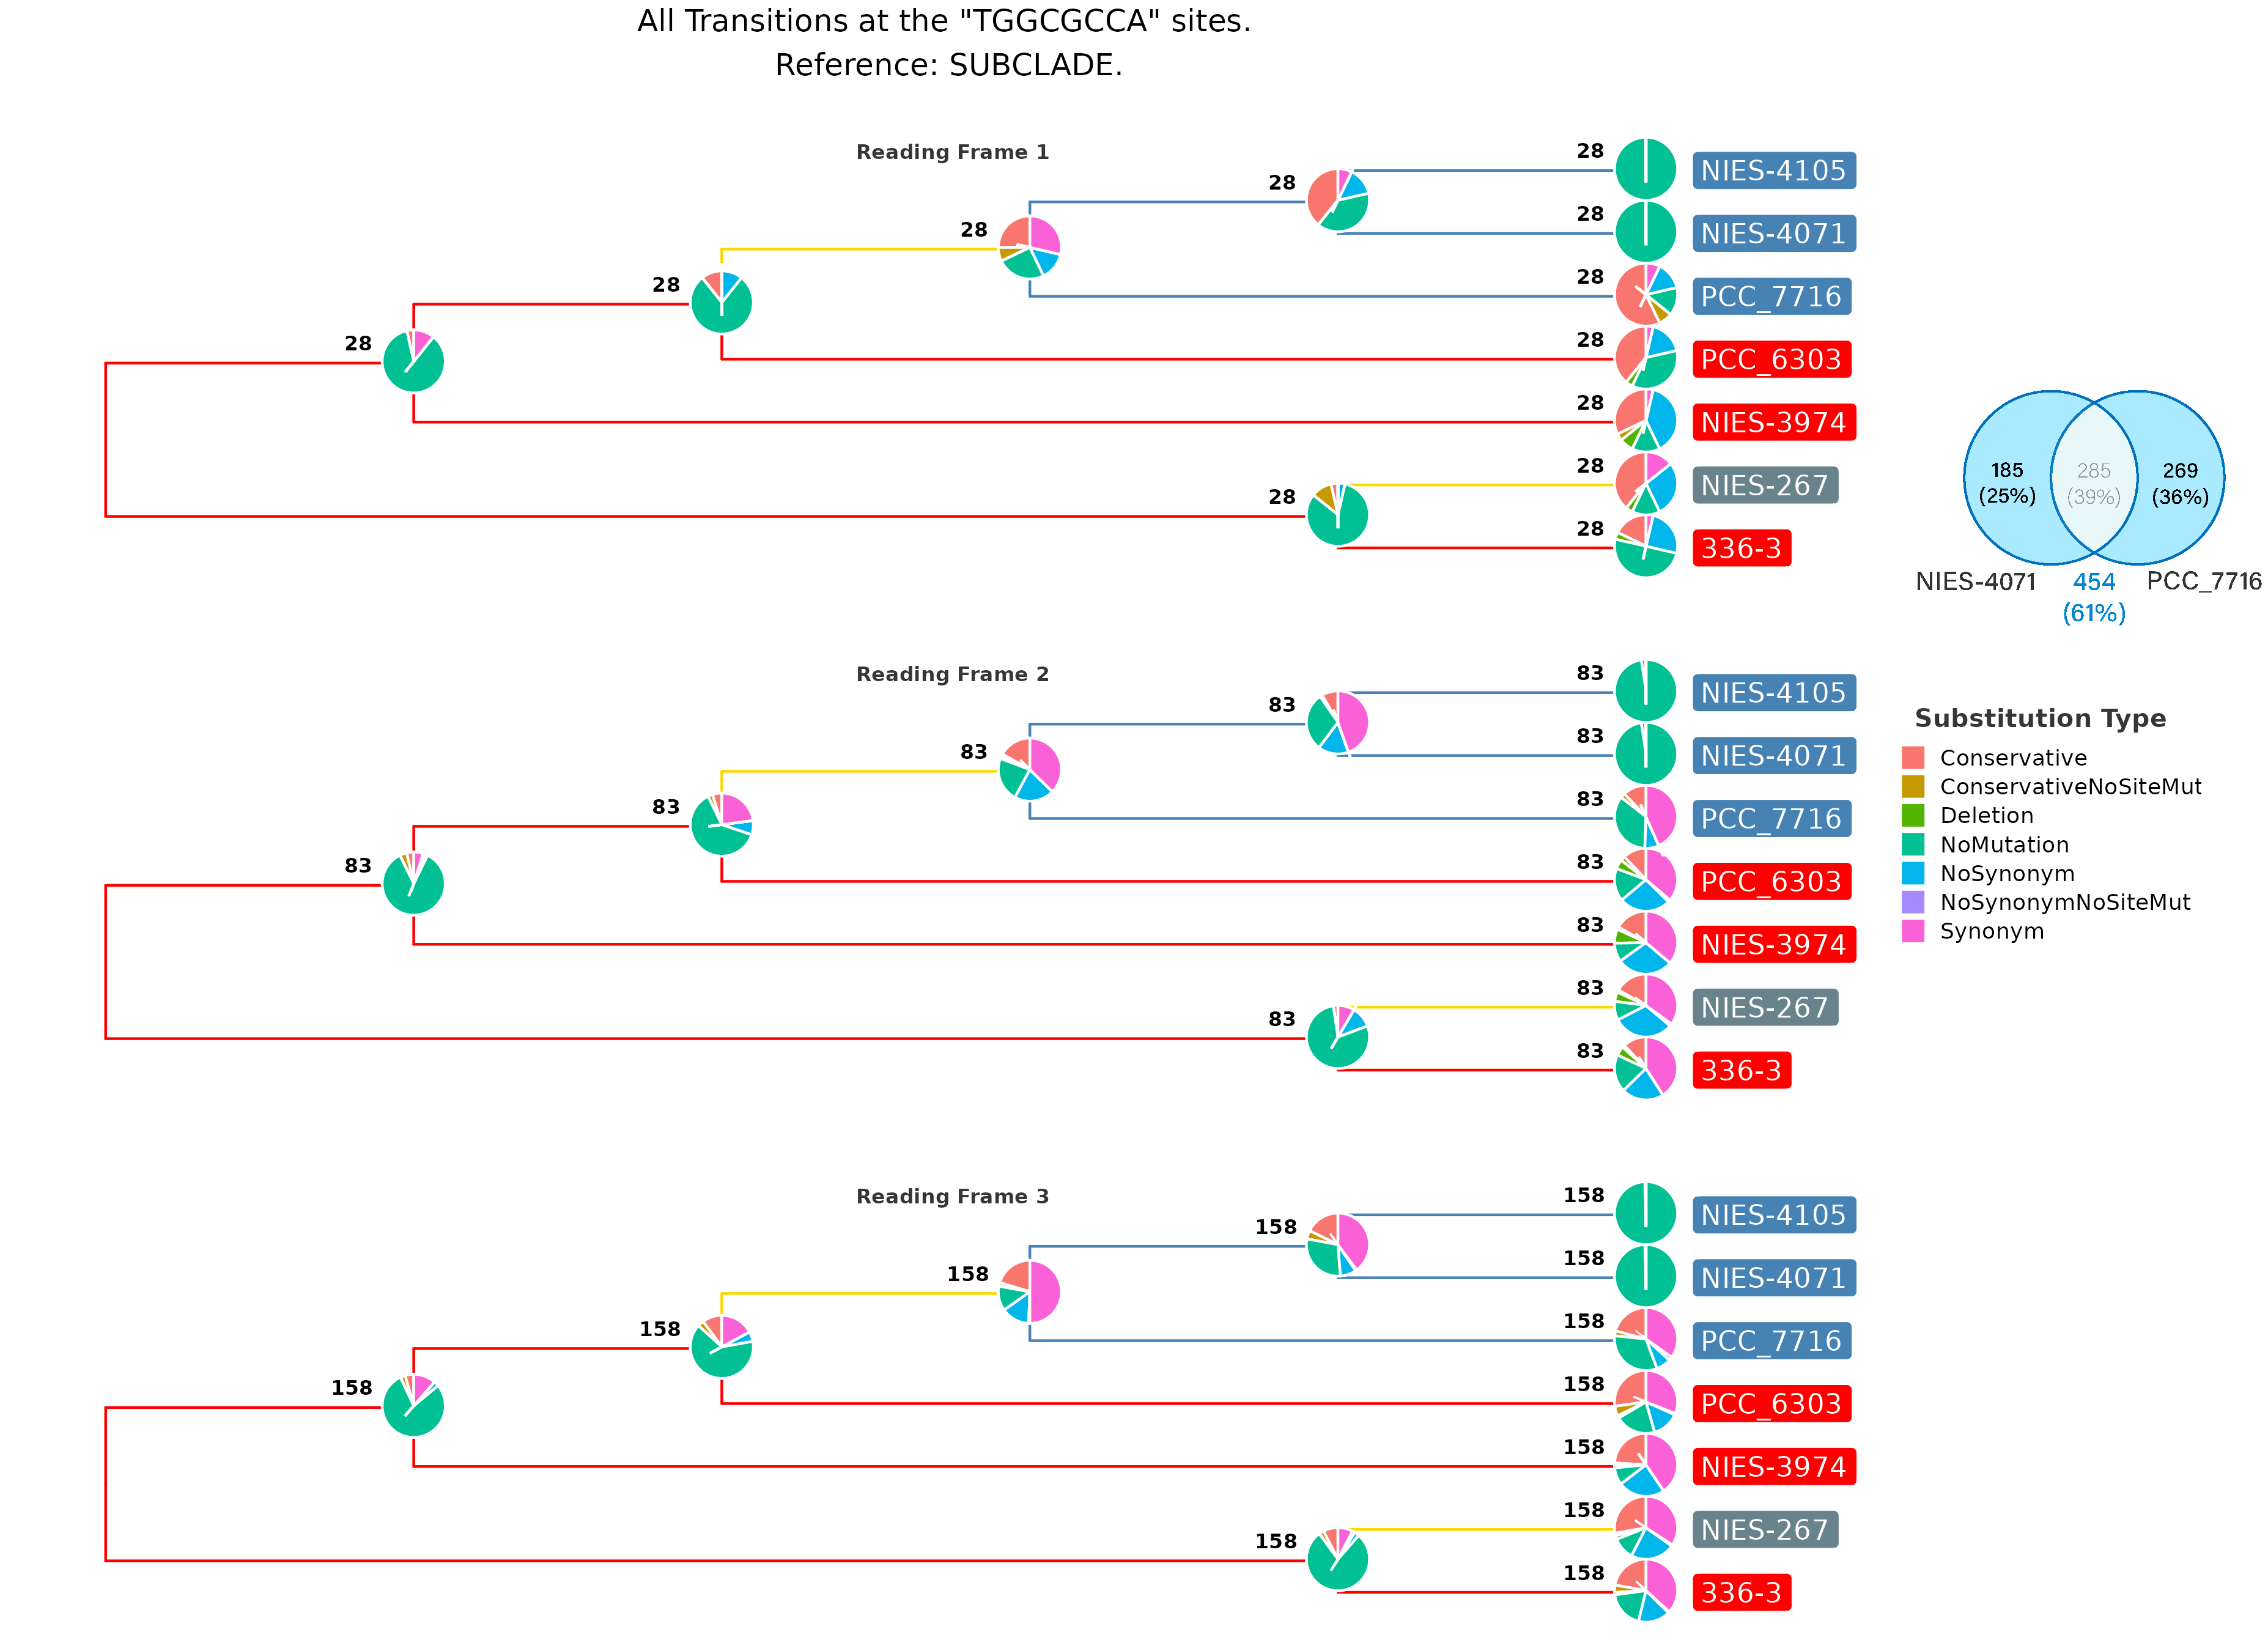 All Transitions at the "TGGCGCCA" sites.
Reference: SUBCLADE.
Reading Frame 1
28
NIES-4105
28
28
NIES-4071
28
28
PCC_7716
28
28
PCC_6303
28
28
NIES-3974
28
NIES-267
28
28
336-3
185
(25%)
285
(39%)
269
(36%)
NIES-4071
454
(61%)
PCC_7716
Reading Frame 2
83
NIES-4105
83
83
NIES-4071
83
83
PCC_7716
83
83
PCC_6303
83
83
NIES-3974
83
NIES-267
83
83
336-3
Substitution Type
Conservative
ConservativeNoSiteMut
Deletion
NoMutation
NoSynonym
NoSynonymNoSiteMut
Synonym
Reading Frame 3
158
NIES-4105
158
158
NIES-4071
158
158
PCC_7716
158
158
PCC_6303
158
158
NIES-3974
158
NIES-267
158
158
336-3